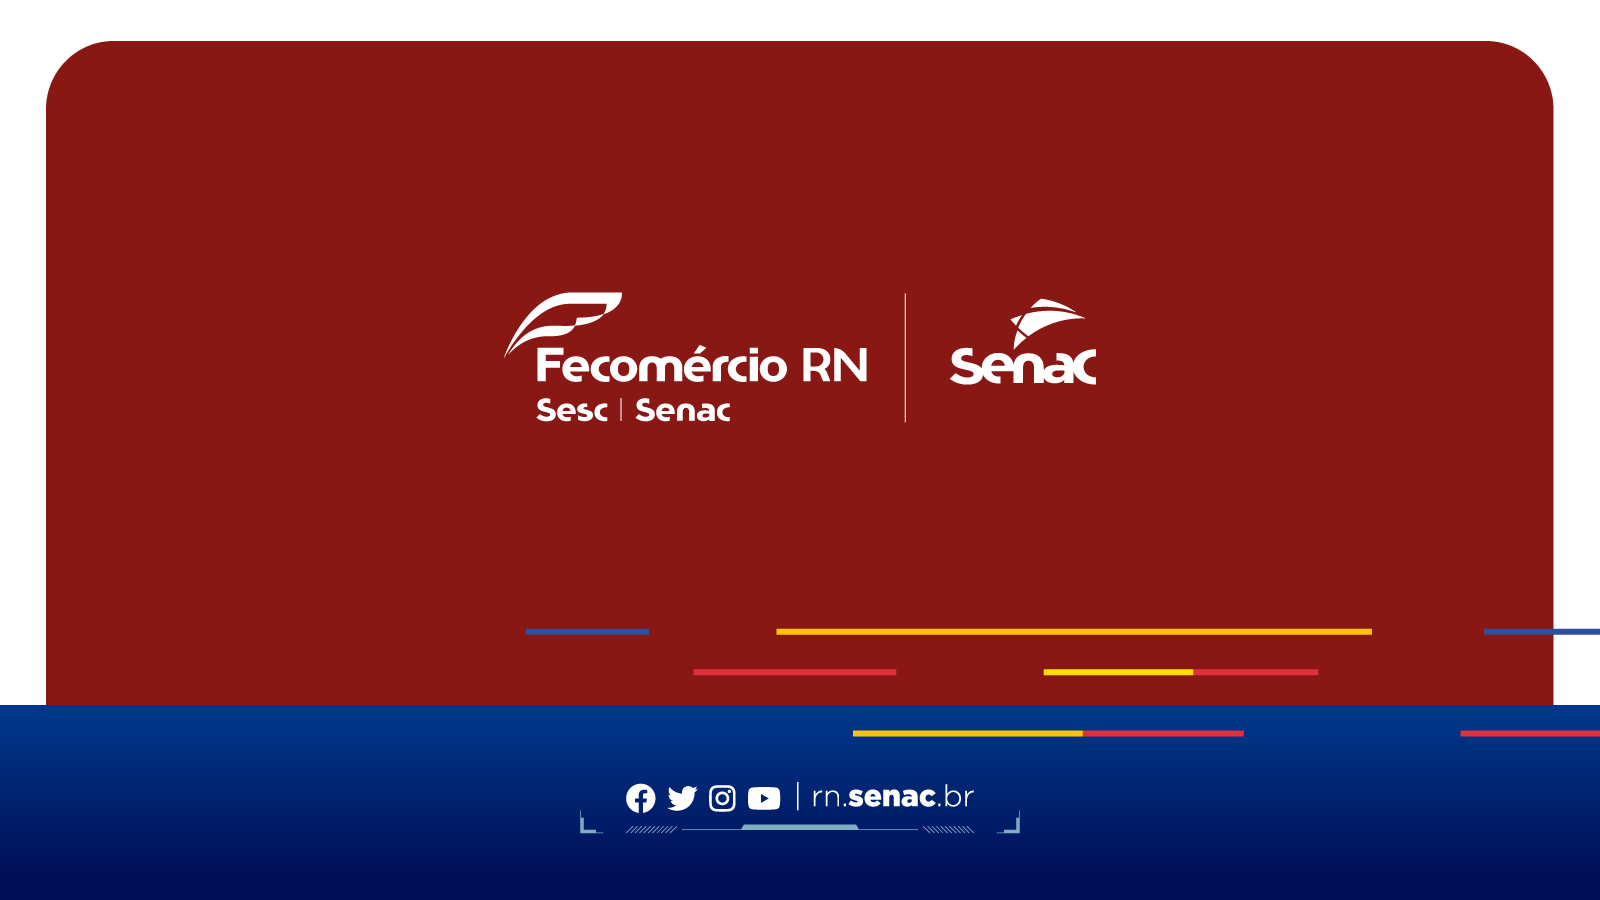 Fecomércio RN
Sesc | Senac
Senac
rn.senac.br